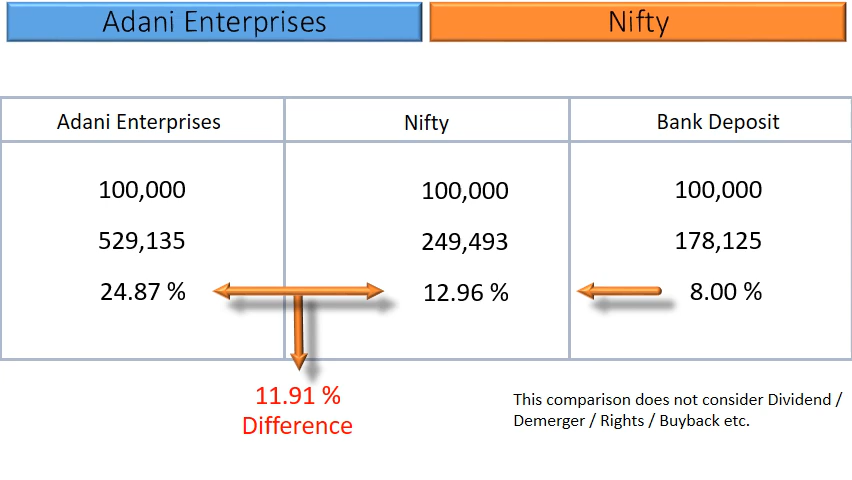 Adani Enterprises
Nifty
Adani Enterprises
Nifty
Bank Deposit
100,000
100,000
100,000
529,135
249,493
178,125
24.87 %
12.96 %
8.00 %
11.91 %
Difference
This comparison does not consider Dividend /
Demerger / Rights / Buyback etc.